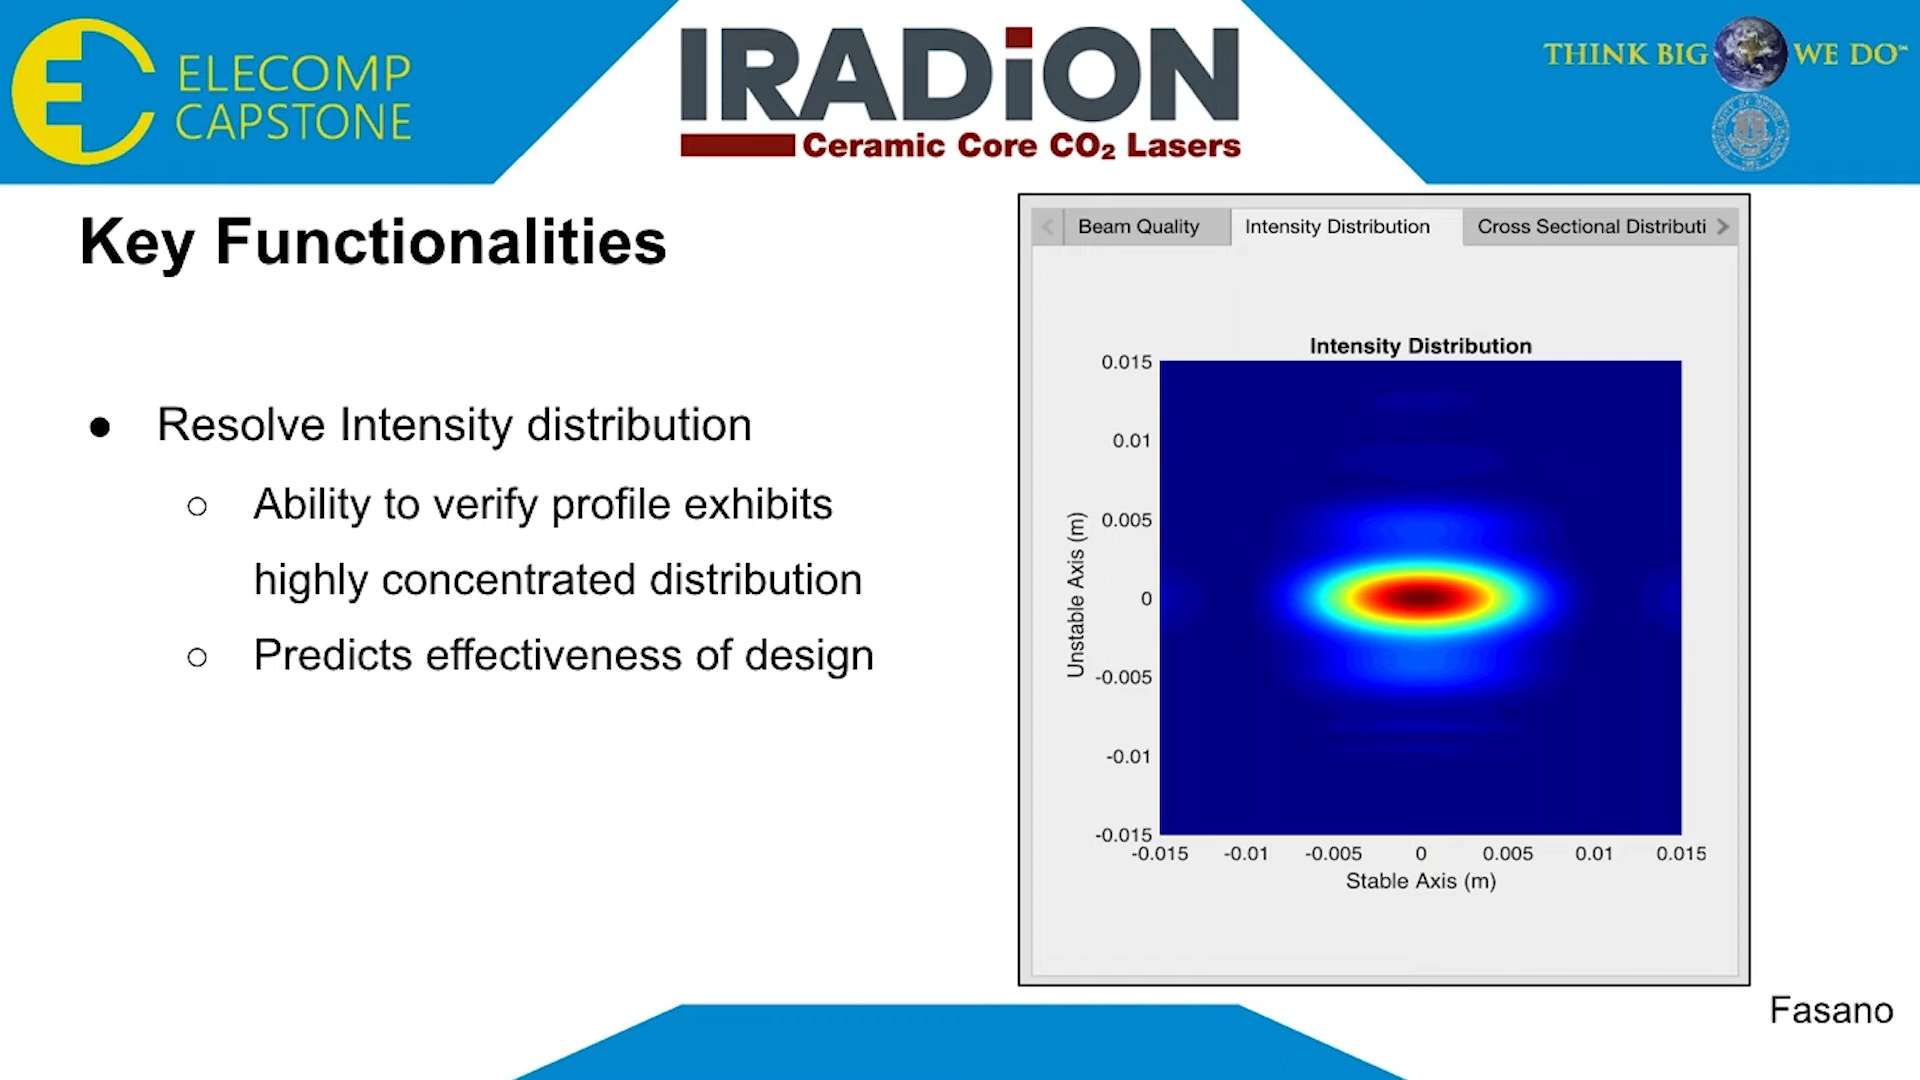 ELECOMP
CAPSTONE
IRADiON
Ceramic Core CO₂ Lasers
THINK BIG WE DO℠
Key Functionalities
● Resolve Intensity distribution
○ Ability to verify profile exhibits
highly concentrated distribution
○ Predicts effectiveness of design
Beam Quality
Intensity Distribution
Cross Sectional Distributi
Intensity Distribution
Unstable Axis (m)
0.015
0.01
0.005
0
-0.005
-0.01
-0.015
-0.015 -0.01 -0.005 0 0.005 0.01 0.015
Stable Axis (m)
Fasano